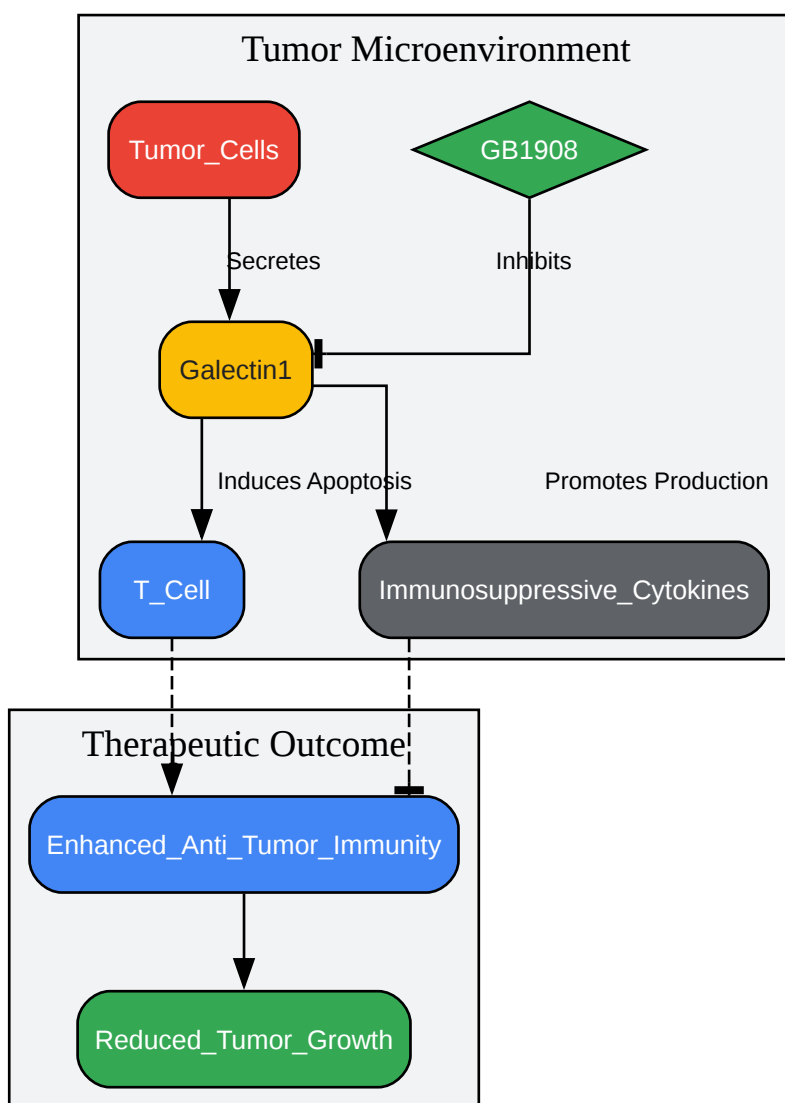 Tumor Microenvironment
Tumor_Cells
GB1908
Secretes
Inhibits
Galectin1
Induces Apoptosis
Promotes Production
T_Cell
Immunosuppressive_Cytokines
Therapeutic Outcome
Enhanced_Anti_Tumor_Immunity
Reduced_Tumor_Growth